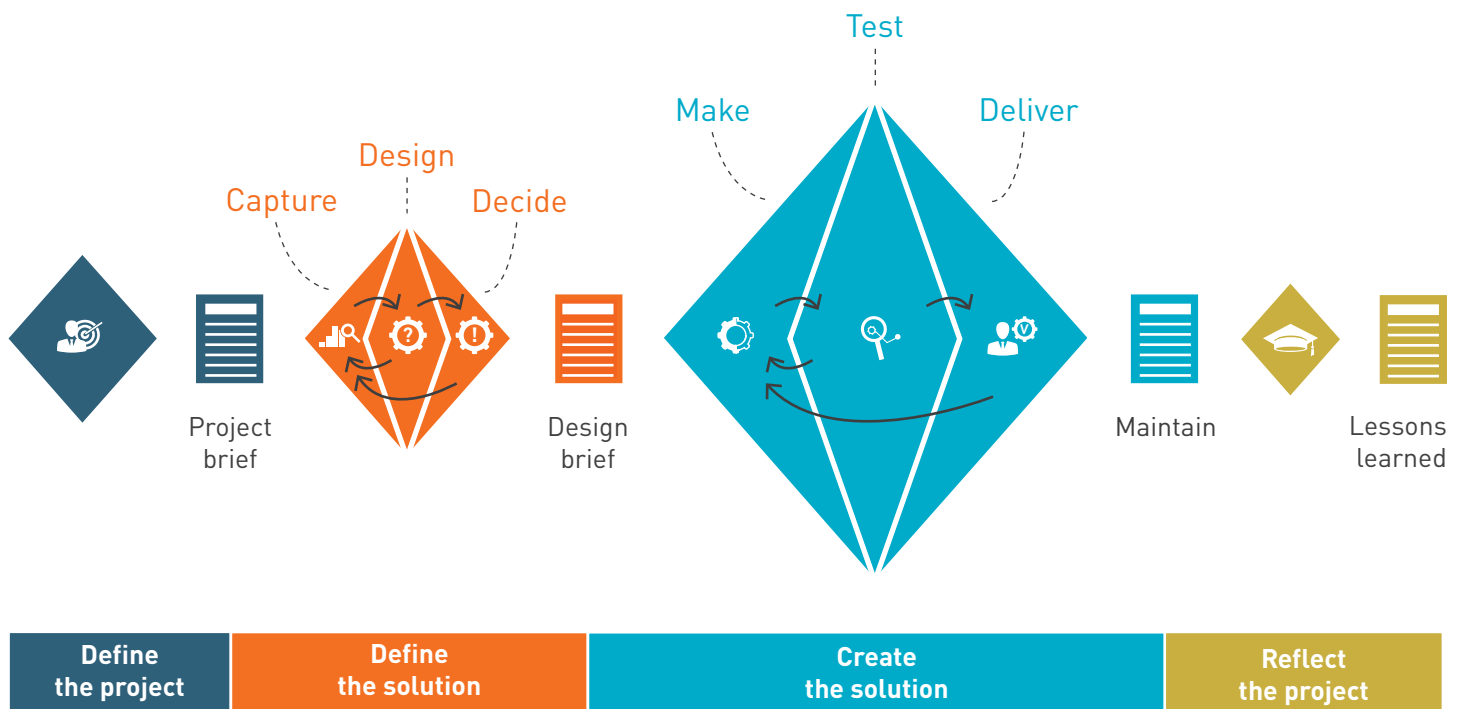 Test
Make
Deliver
Design
Capture
Decide
?
!
V
Project
brief
Design
brief
Maintain
Lessons
learned
Define
the project
Define
the solution
Create
the solution
Reflect
the project